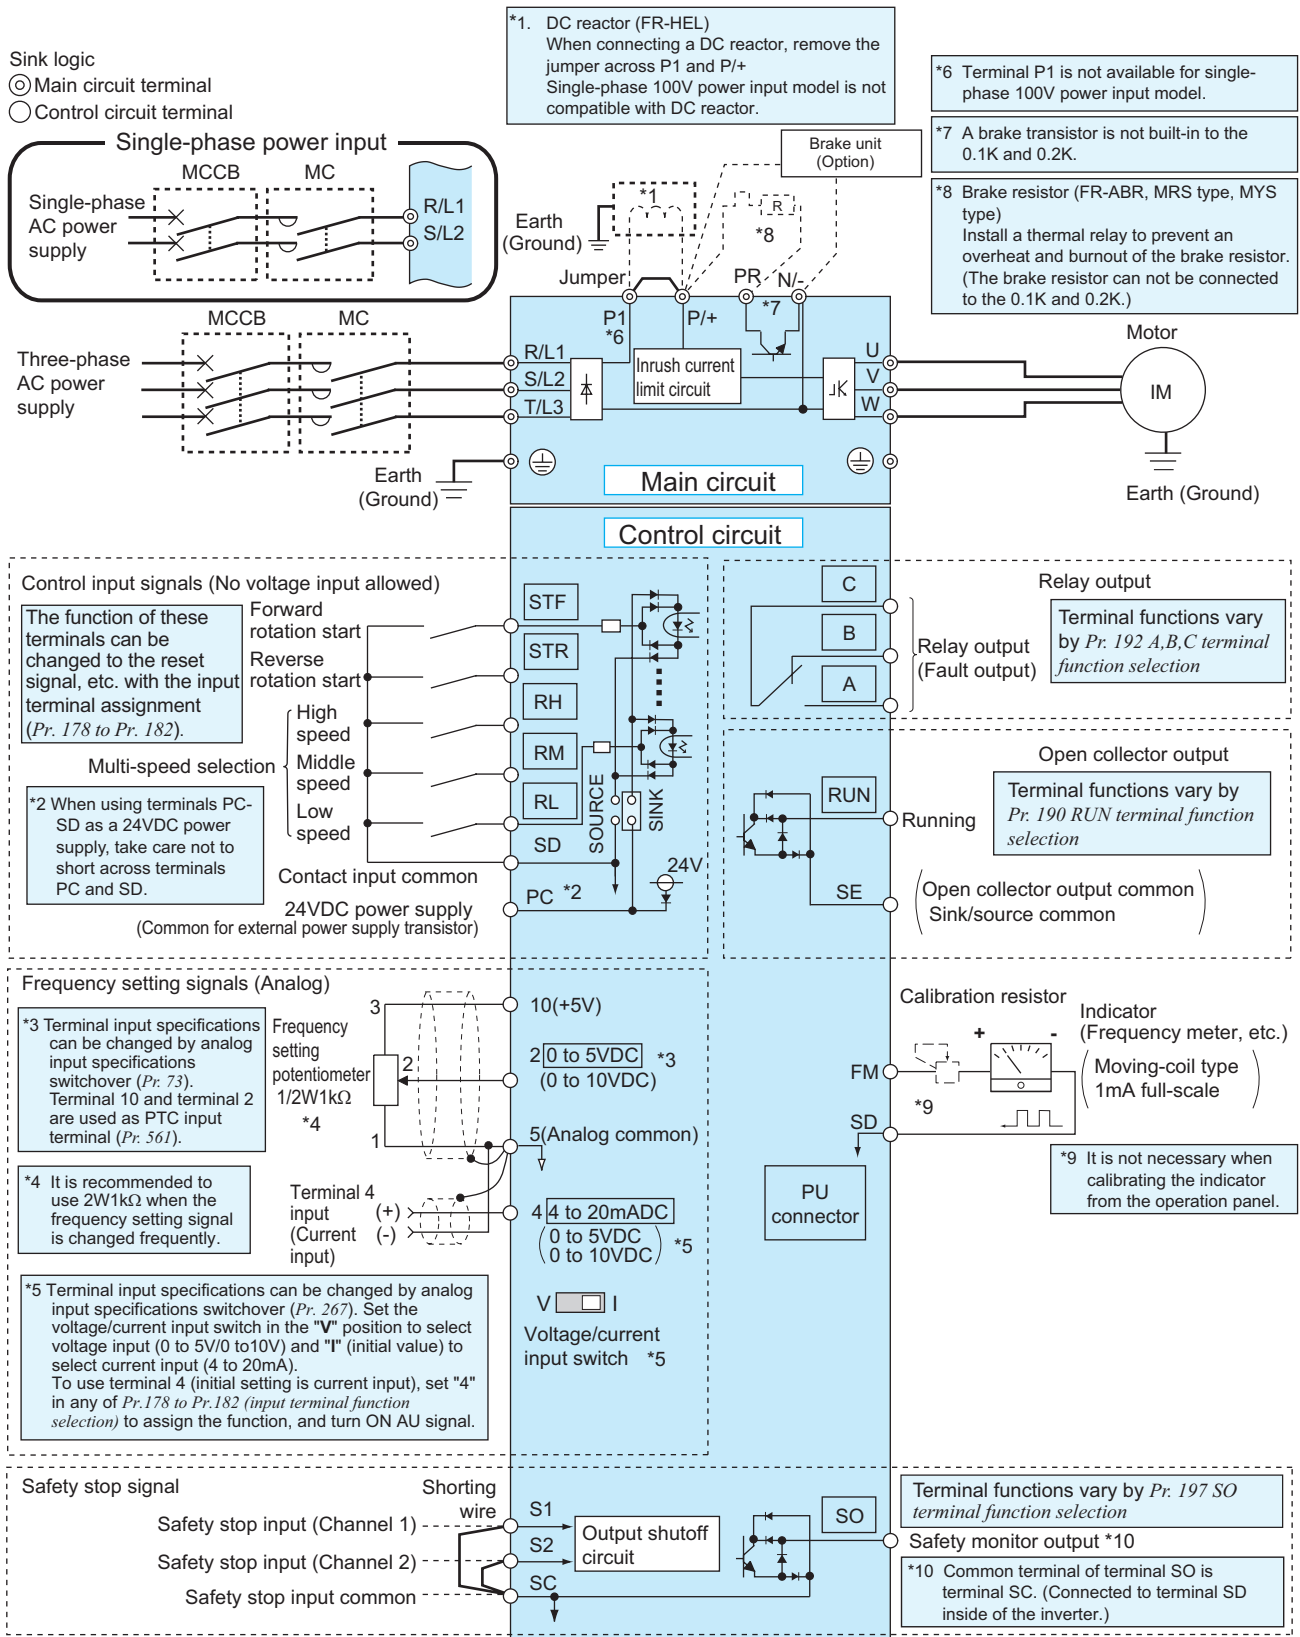 *1. DC reactor (FR-HEL)
When connecting a DC reactor, remove the
jumper across P1 and P/+
Single-phase 100V power input model is not
compatible with DC reactor.
Sink logic
Main circuit terminal
Control circuit terminal
*6 Terminal P1 is not available for single-
phase 100V power input model.
*7 A brake transistor is not built-in to the
0.1K and 0.2K.
*8 Brake resistor (FR-ABR, MRS type, MYS
type)
Install a thermal relay to prevent an
overheat and burnout of the brake resistor.
(The brake resistor can not be connected
to the 0.1K and 0.2K.)
Single-phase power input
MCCB
MC
Single-phase
AC power
supply
R/L1
S/L2
Brake unit
(Option)
*1
R
*8
Earth
(Ground)
Jumper
PR
N/-
P1
*6
P/+
*7
MCCB
MC
Three-phase
AC power
supply
R/L1
S/L2
T/L3
Inrush current
limit circuit
U
V
W
Motor
IM
Earth
(Ground)
Earth (Ground)
Main circuit
Control circuit
Control input signals (No voltage input allowed)
The function of these
terminals can be
changed to the reset
signal, etc. with the input
terminal assignment
(Pr. 178 to Pr. 182).
Forward
rotation start
Reverse
rotation start
High
speed
Multi-speed selection
Middle
speed
Low
speed
*2 When using terminals PC-
SD as a 24VDC power
supply, take care not to
short across terminals
PC and SD.
Contact input common
24VDC power supply
(Common for external power supply transistor)
STF
STR
RH
RM
RL
SD
PC *2
SOURCE
SINK
24V
C
B
A
Relay output
Relay output
(Fault output)
Terminal functions vary
by Pr. 192 A,B,C terminal
function selection
Open collector output
RUN
Running
Terminal functions vary by
Pr. 190 RUN terminal function
selection
SE
Open collector output common
Sink/source common
Frequency setting signals (Analog)
*3 Terminal input specifications
can be changed by analog
input specifications
switchover (Pr. 73).
Terminal 10 and terminal 2
are used as PTC input
terminal (Pr. 561).
Frequency
setting
potentiometer
1/2W1kΩ
*4
3
2
1
10(+5V)
2 0 to 5VDC *3
(0 to 10VDC)
5(Analog common)
*4 It is recommended to
use 2W1kΩ when the
frequency setting signal
is changed frequently.
Terminal 4
input
(Current
input)
(+)
(-)
4 4 to 20mADC
(0 to 5VDC
0 to 10VDC) *5
V I
Voltage/current
input switch *5
*5 Terminal input specifications can be changed by analog
input specifications switchover (Pr. 267). Set the
voltage/current input switch in the "V" position to select
voltage input (0 to 5V/0 to10V) and "I" (initial value) to
select current input (4 to 20mA).
To use terminal 4 (initial setting is current input), set "4"
in any of Pr.178 to Pr.182 (input terminal function
selection) to assign the function, and turn ON AU signal.
Calibration resistor
Indicator
(Frequency meter, etc.)
+ -
FM
*9
Moving-coil type
1mA full-scale
SD
PU
connector
*9 It is not necessary when
calibrating the indicator
from the operation panel.
Safety stop signal
Shorting
wire
Safety stop input (Channel 1)
Safety stop input (Channel 2)
Safety stop input common
S1
S2
SC
Output shutoff
circuit
SO
Terminal functions vary by Pr. 197 SO
terminal function selection
Safety monitor output *10
*10 Common terminal of terminal SO is
terminal SC. (Connected to terminal SD
inside of the inverter.)